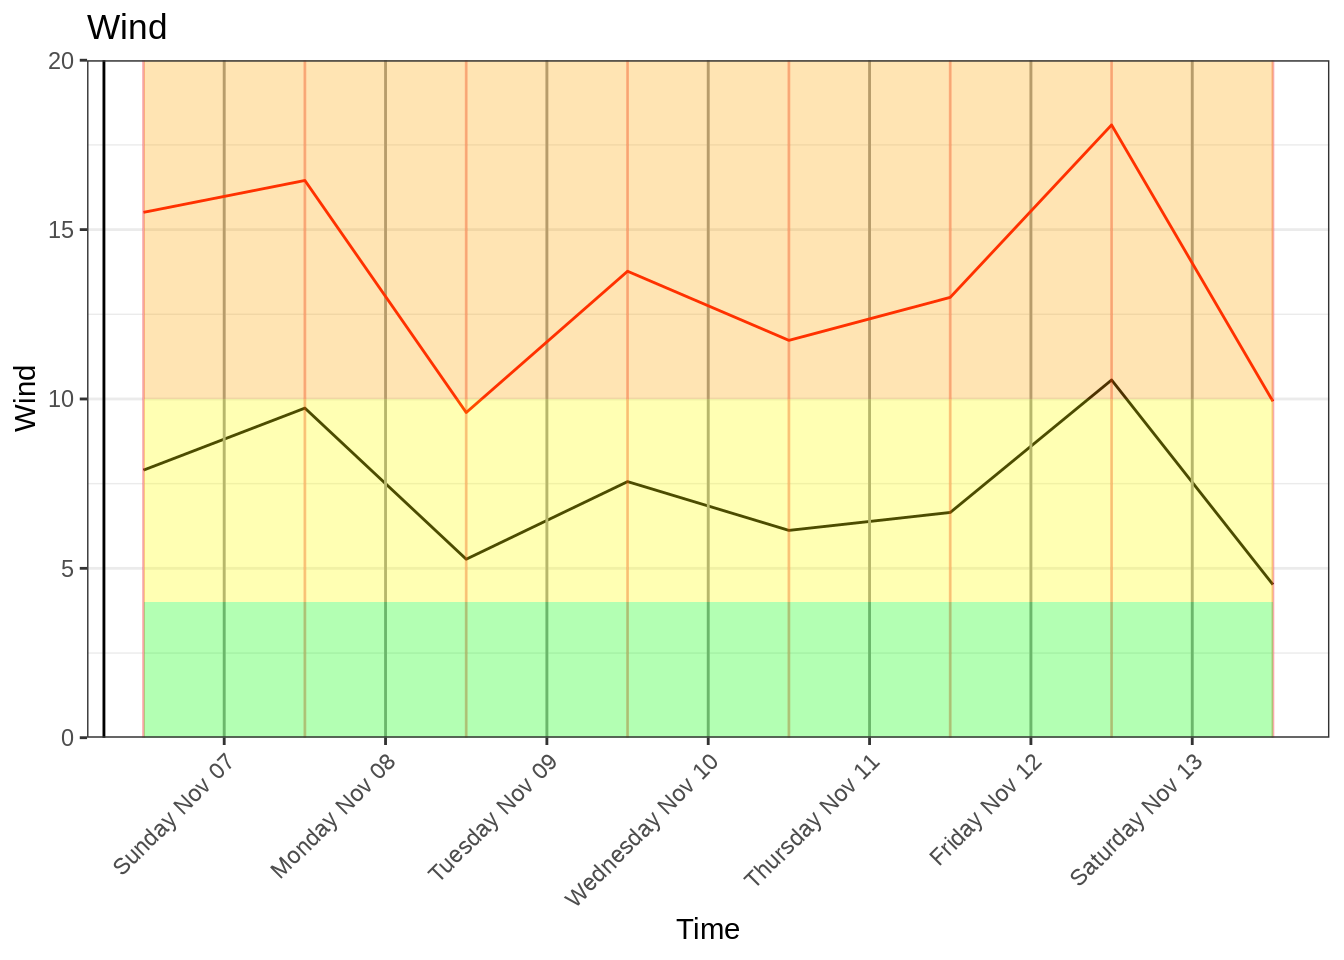 Wind
20
15
10
5
0
Wind
Sunday Nov 07
Monday Nov 08
Tuesday Nov 09
Wednesday Nov 10
Thursday Nov 11
Friday Nov 12
Saturday Nov 13
Time